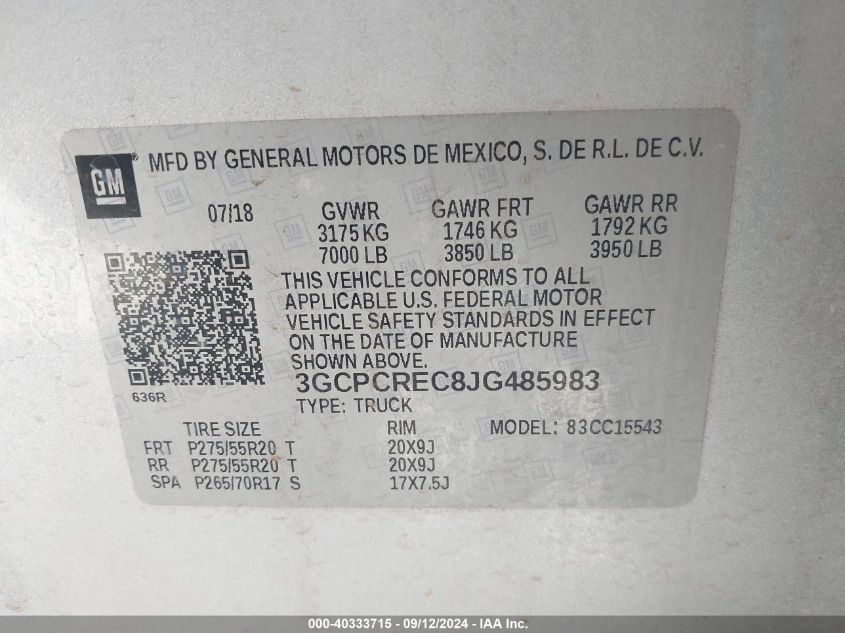 GM ® MFD BY GENERAL MOTORS DE MEXICO, S. DE R.L. DE C.V.
07/18 GVWR GAWR FRT GAWR RR
3175 KG 1746 KG 1792 KG
7000 LB 3850 LB 3950 LB
THIS VEHICLE CONFORMS TO ALL
APPLICABLE U.S. FEDERAL MOTOR
VEHICLE SAFETY STANDARDS IN EFFECT
ON THE DATE OF MANUFACTURE
SHOWN ABOVE.
636R
3GCPCREC8JG485983
TYPE: TRUCK
TIRE SIZE RIM MODEL: 83CC15543
FRT P275/55R20 T 20X9J
RR P275/55R20 T 20X9J
SPA P265/70R17 S 17X7.5J
000-40333715 - 09/12/2024 - IAA Inc.